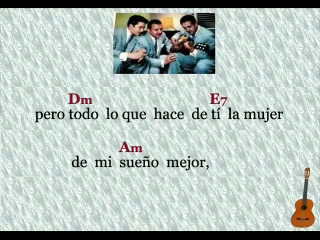 Dm E7
pero todo lo que hace de tí la mujer
Am
de mi sueño mejor,